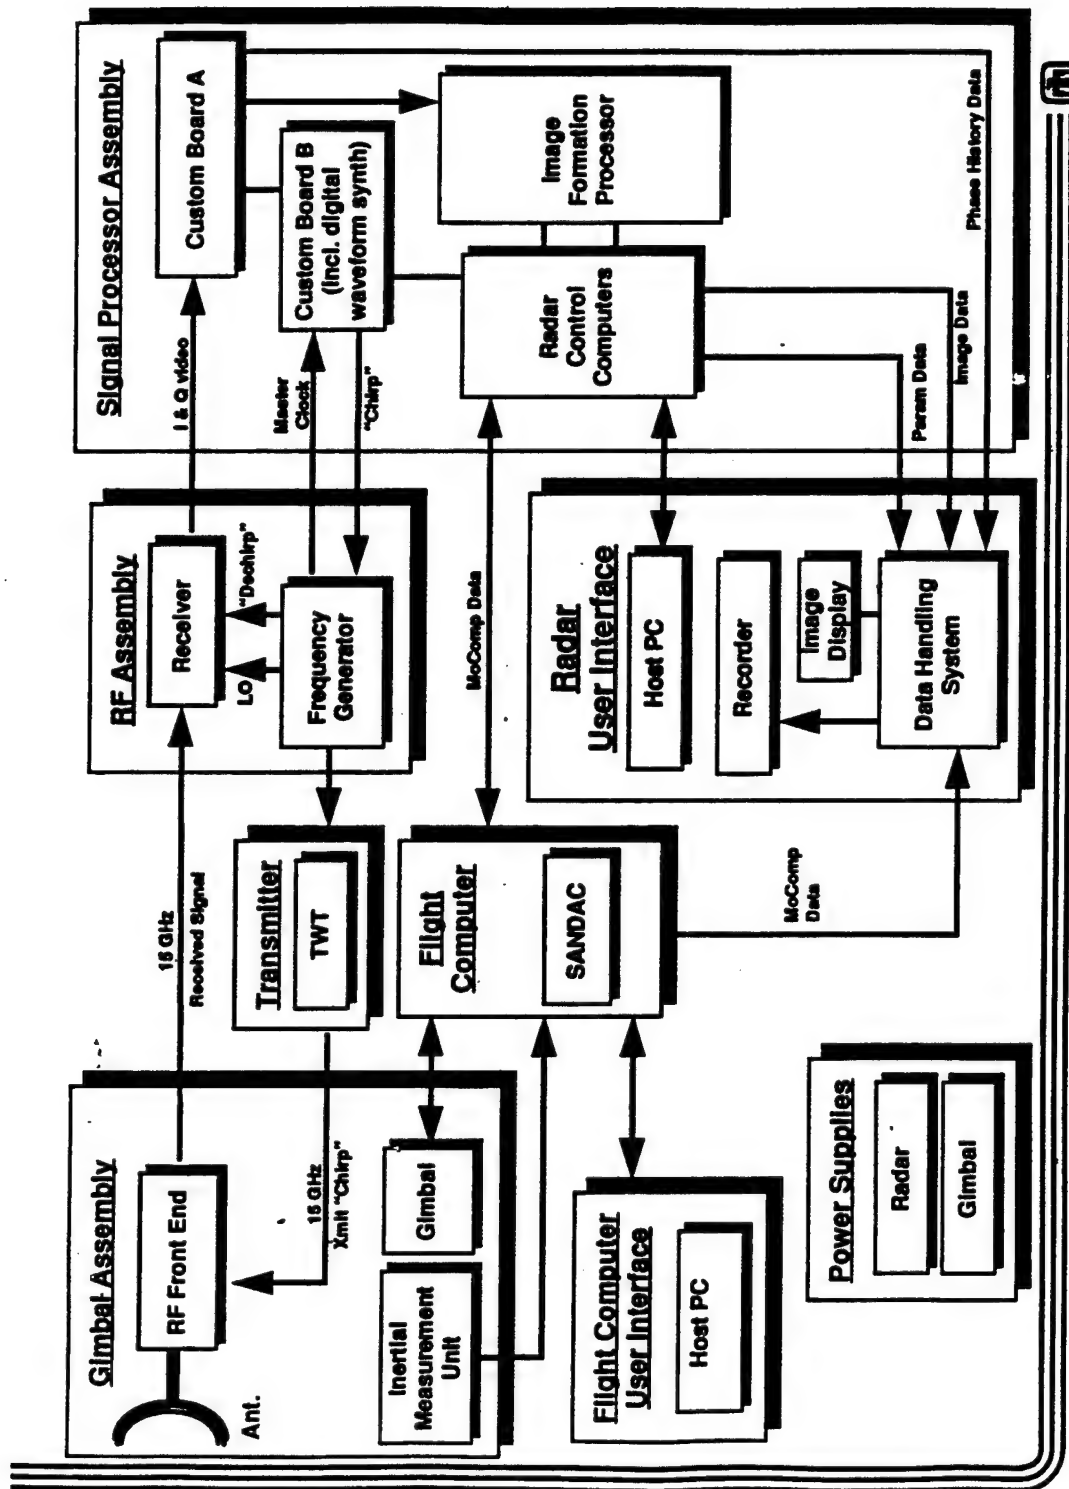 Gimbal Assembly
Ant.
RF Front End
15 GHz
Xmit "Chirp"
Inertial
Measurement
Unit
Gimbal
15 GHz
Received Signal
Transmitter
TWT
RF Assembly
Receiver
LO
"Dechirp"
Frequency
Generator
I & Q video
Master
Clock
"Chirp"
Signal Processor Assembly
Custom Board A
Custom Board B
(incl. digital
waveform synth)
Image
Formation
Processor
Radar
Control
Computers
MoComp Data
Flight
Computer
SANDAC
MoComp
Data
Flight Computer
User Interface
Host PC
Radar
User Interface
Host PC
Recorder
Image
Display
Data Handling
System
Param Data
Image Data
Phase History Data
Power Supplies
Radar
Gimbal